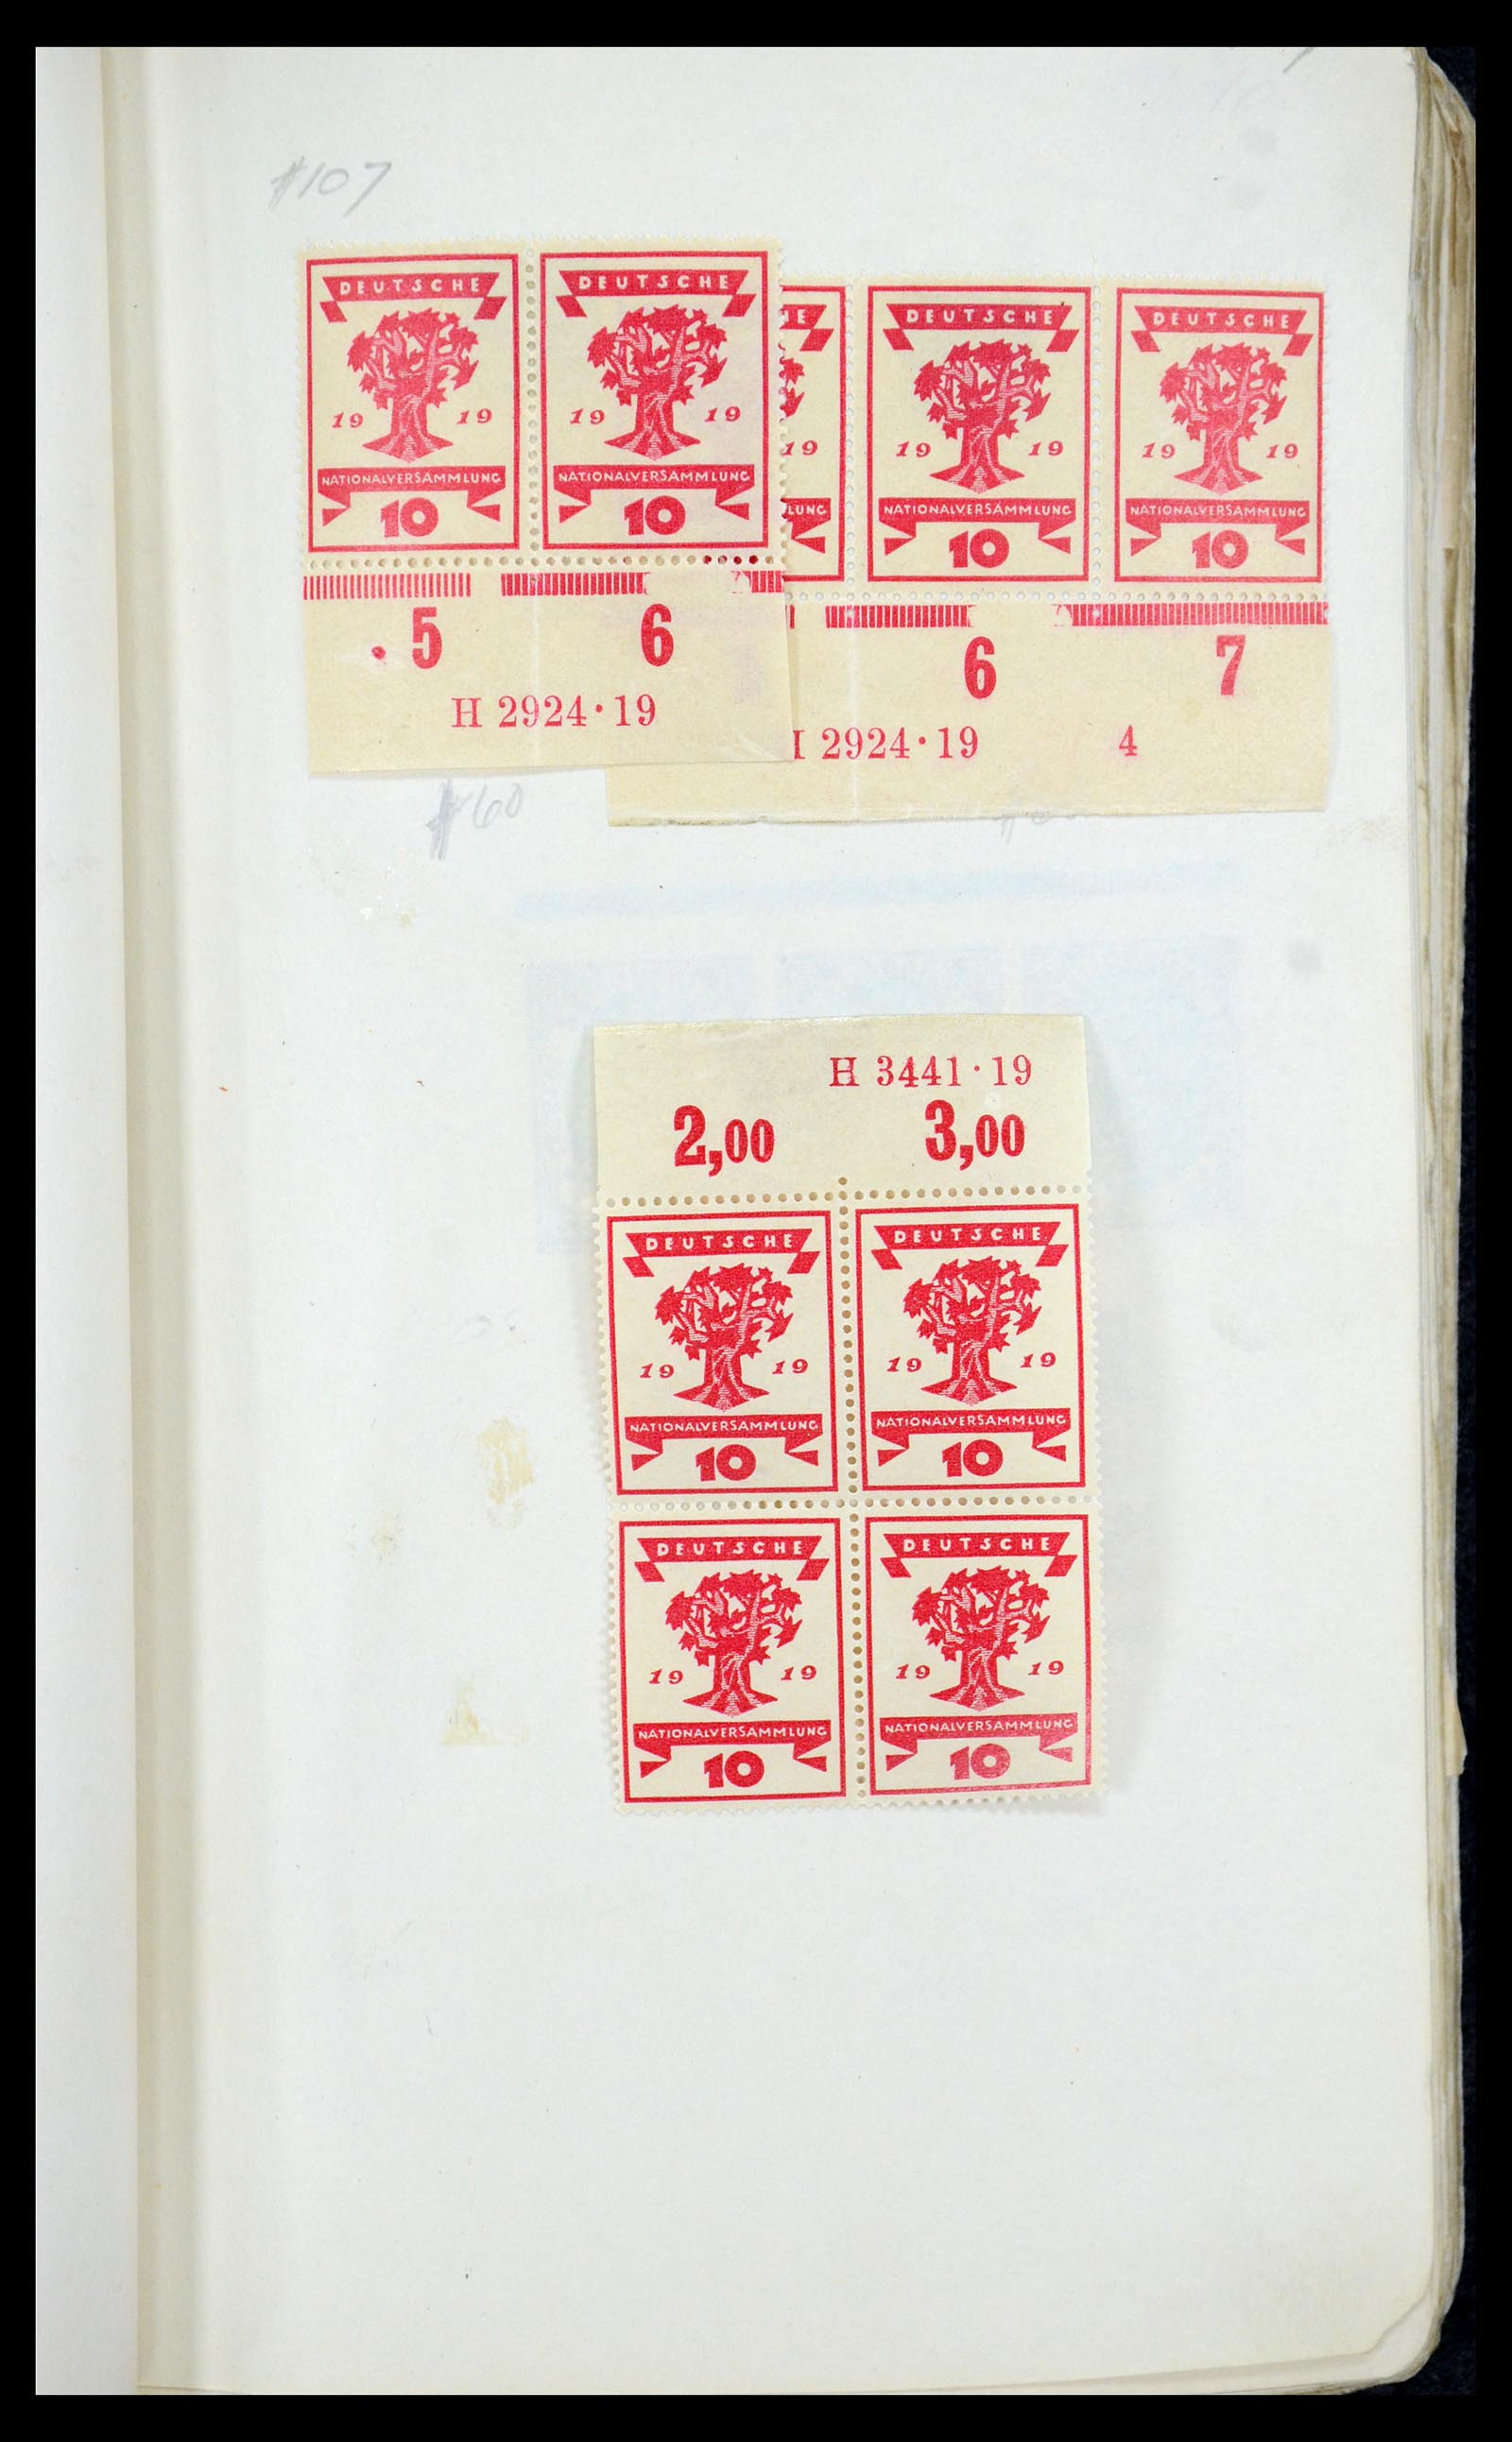 #107
DEUTSCHE
19 19
NATIONALVERSAMMLUNG
10
DEUTSCHE
19 19
NATIONALVERSAMMLUNG
10
5 6
H 2924·19
HE
19
LUNG
DEUTSCHE
19 19
NATIONALVERSAMMLUNG
10
DEUTSCHE
19 19
NATIONALVERSAMMLUNG
10
6 7
2924·19 4
#60
H 3441·19
2,00 3,00
DEUTSCHE
19 19
NATIONALVERSAMMLUNG
10
DEUTSCHE
19 19
NATIONALVERSAMMLUNG
10
DEUTSCHE
19 19
NATIONALVERSAMMLUNG
10
DEUTSCHE
19 19
NATIONALVERSAMMLUNG
10